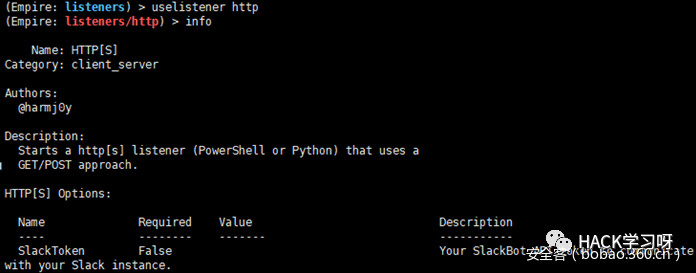 (Empire: listeners) > uselistener http
(Empire: listeners/http) > info
Name: HTTP[S]
Category: client_server
Authors:
@harmj0y
Description:
Starts a http[s] listener (PowerShell or Python) that uses a
GET/POST approach.
HTTP[S] Options:
Name Required Value Description
---- -------- ------- -----------
SlackToken False Your SlackBot
with your Slack instance.
HACK学习呀
安全客 ( bobao.360.cn )